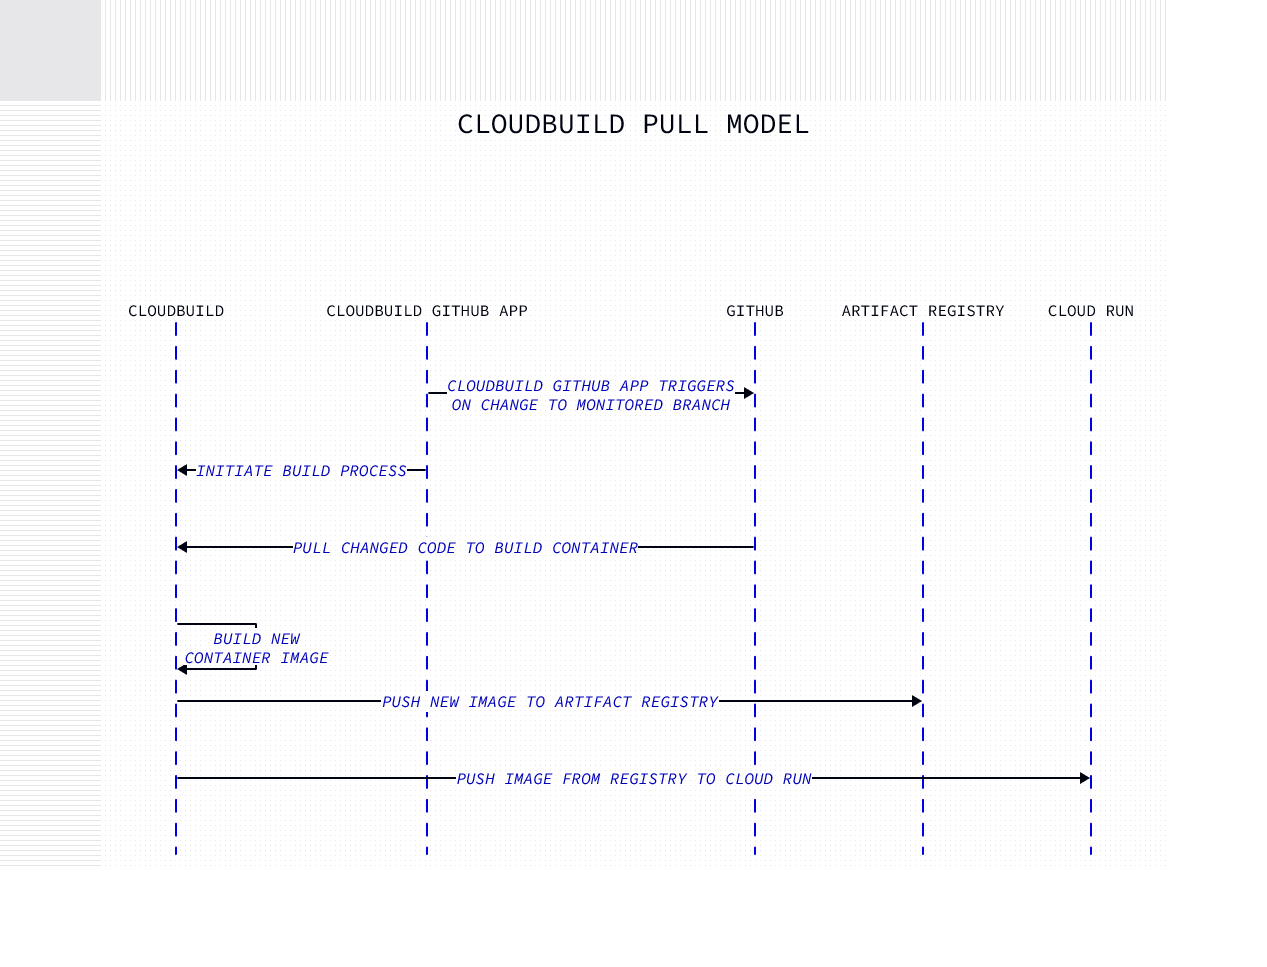 CLOUDBUILD PULL MODEL
CLOUDBUILD
CLOUDBUILD GITHUB APP
GITHUB
ARTIFACT REGISTRY
CLOUD RUN
CLOUDBUILD GITHUB APP TRIGGERS
ON CHANGE TO MONITORED BRANCH
INITIATE BUILD PROCESS
PULL CHANGED CODE TO BUILD CONTAINER
BUILD NEW
CONTAINER IMAGE
PUSH NEW IMAGE TO ARTIFACT REGISTRY
PUSH IMAGE FROM REGISTRY TO CLOUD RUN